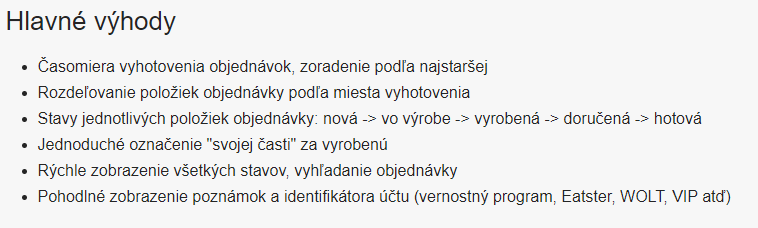 Hlavné výhody
• Časomiera vyhotovenia objednávok, zoradenie podľa najstaršej
• Rozdeľovanie položiek objednávky podľa miesta vyhotovenia
• Stavy jednotlivých položiek objednávky: nová -> vo výrobe -> vyrobená -> doručená -> hotová
• Jednoduché označenie "svojej časti" za vyrobenú
• Rýchle zobrazenie všetkých stavov, vyhľadanie objednávky
• Pohodlné zobrazenie poznámok a identifikátora účtu (vernostný program, Eatster, WOLT, VIP atď)